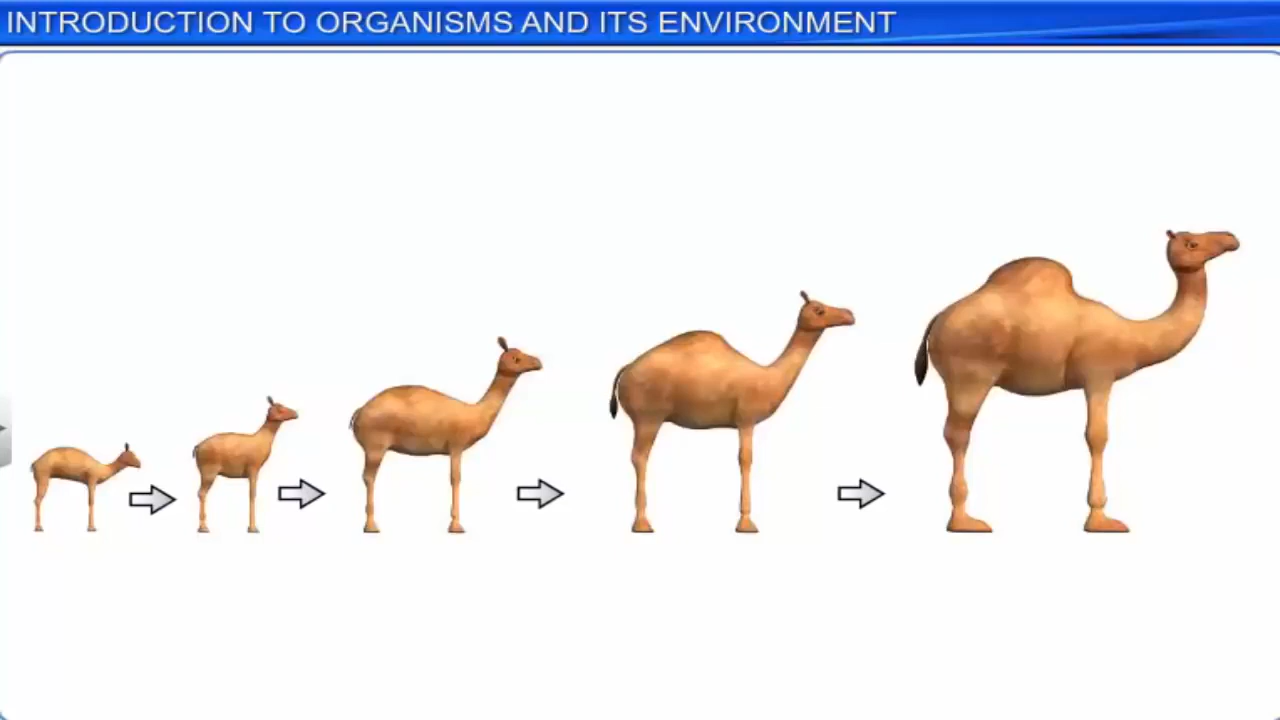 INTRODUCTION TO ORGANISMS AND ITS ENVIRONMENT